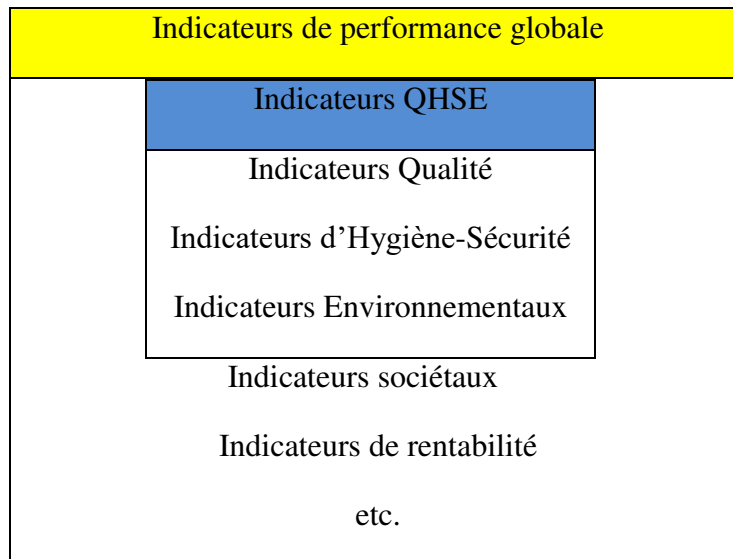 Indicateurs de performance globale
Indicateurs QHSE
Indicateurs Qualité
Indicateurs d’Hygiène-Sécurité
Indicateurs Environnementaux
Indicateurs sociétaux
Indicateurs de rentabilité
etc.